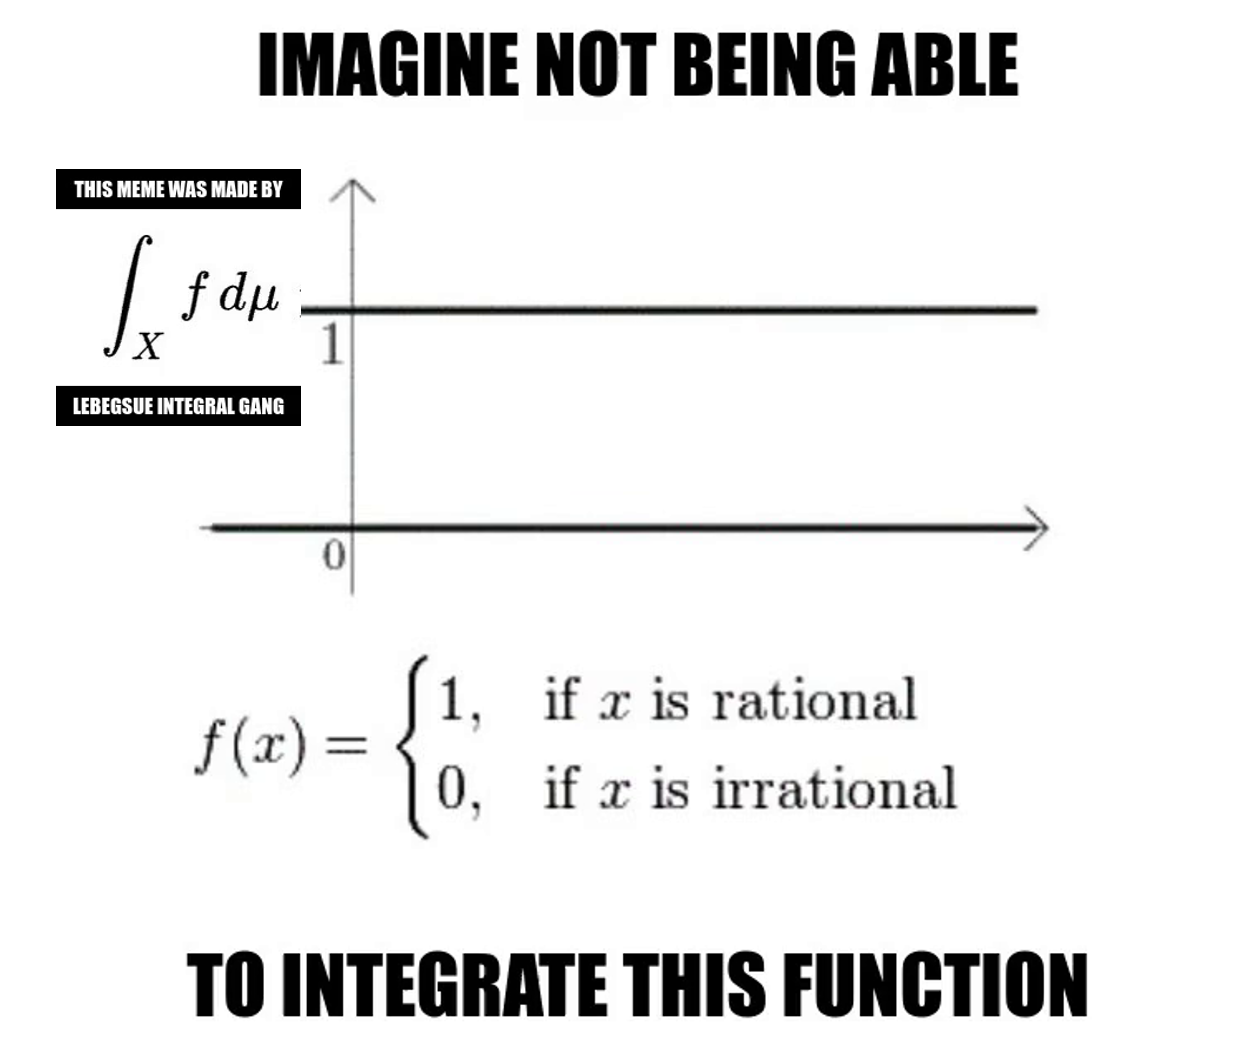 IMAGINE NOT BEING ABLE
THIS MEME WAS MADE BY
∫_X f dμ
LEBEGSUE INTEGRAL GANG
1
0
f(x) = { 1, if x is rational
0, if x is irrational
TO INTEGRATE THIS FUNCTION